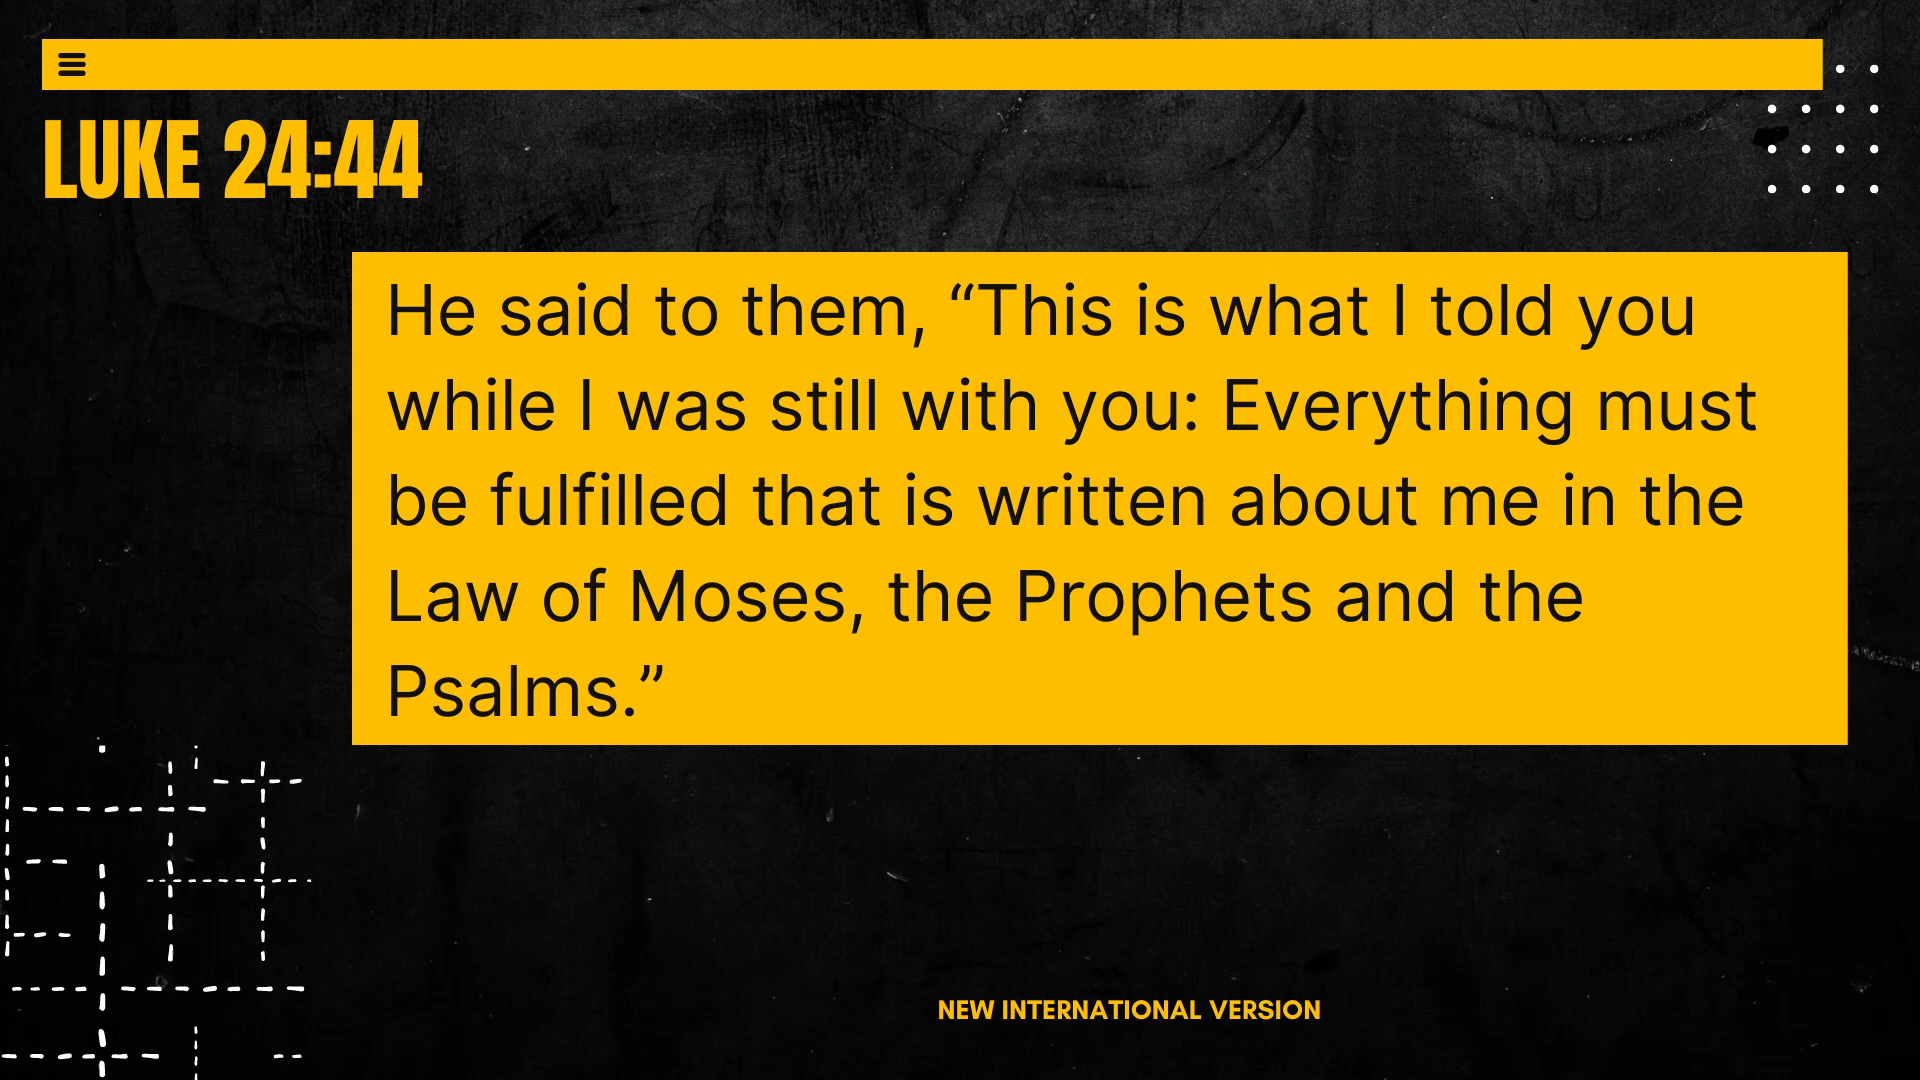 LUKE 24:44
He said to them, “This is what I told you
while I was still with you: Everything must
be fulfilled that is written about me in the
Law of Moses, the Prophets and the
Psalms.”
NEW INTERNATIONAL VERSION